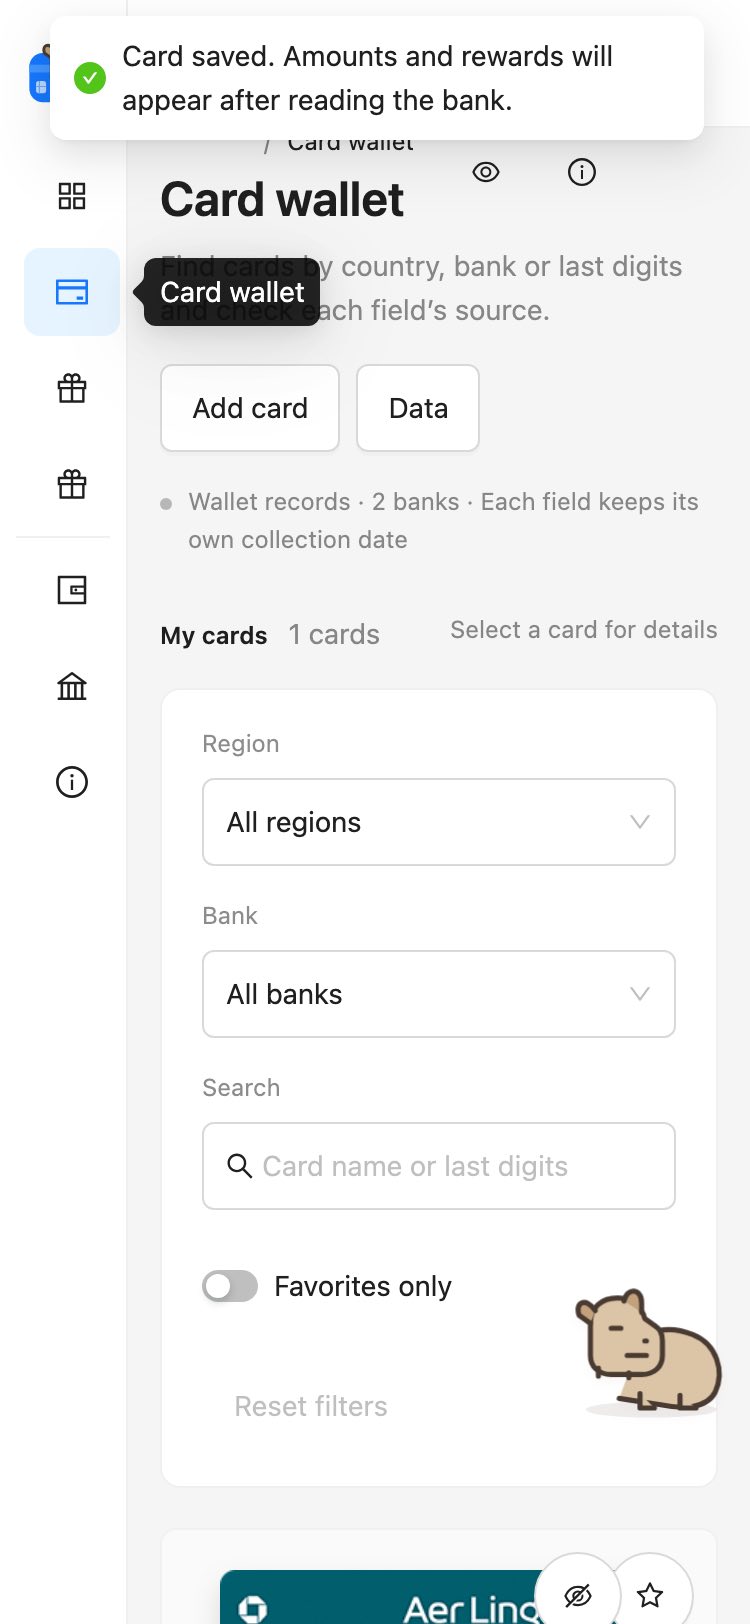 Card saved. Amounts and rewards will
appear after reading the bank.
/ Card wallet
Card wallet
Find cards by country, bank or last digits
and check each field's source.
Card wallet
Add card
Data
Wallet records · 2 banks · Each field keeps its
own collection date
My cards 1 cards
Select a card for details
Region
All regions
Bank
All banks
Search
Card name or last digits
Favorites only
Reset filters
Aer Ling